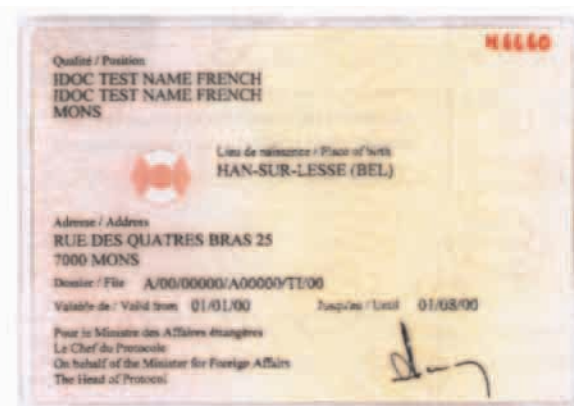 H6660
Qualité / Position
IDOC TEST NAME FRENCH
IDOC TEST NAME FRENCH
MONS
Lieu de naissance / Place of birth
HAN-SUR-LESSE (BEL)
Adresse / Address
RUE DES QUATRES BRAS 25
7000 MONS
Dossier / File A/00/00000/A00000/TI/00
Valable de / Valid from 01/01/00 Jusqu'au / Until 01/08/00
Pour le Ministre des Affaires étrangères
Le Chef du Protocole
On behalf of the Minister for Foreign Affairs
The Head of Protocol